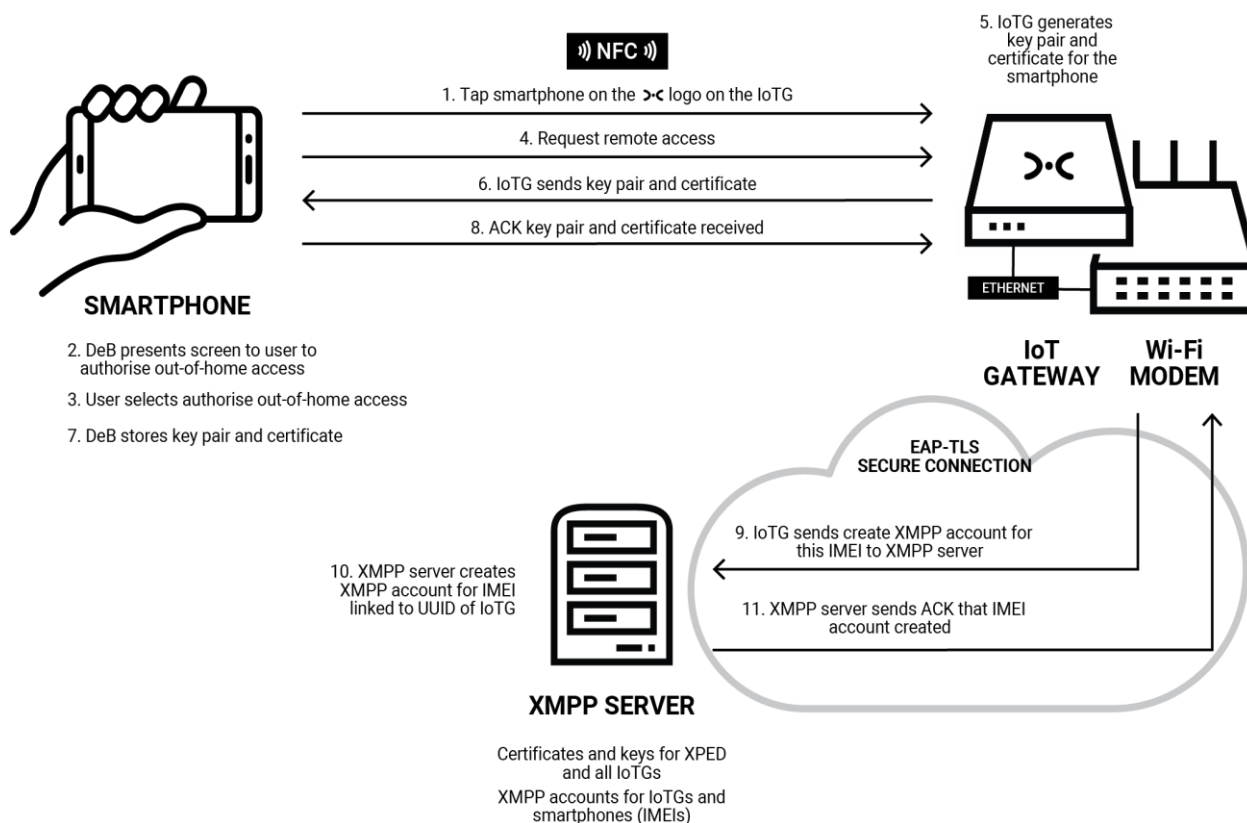 NFC
5. IoTG generates
key pair and
certificate for the
smartphone
1. Tap smartphone on the logo on the IoTG
4. Request remote access
6. IoTG sends key pair and certificate
8. ACK key pair and certificate received
ETHERNET
SMARTPHONE
2. DeB presents screen to user to
authorise out-of-home access
3. User selects authorise out-of-home access
7. DeB stores key pair and certificate
IoT
GATEWAY
Wi-Fi
MODEM
EAP-TLS
SECURE CONNECTION
9. IoTG sends create XMPP account for
this IMEI to XMPP server
10. XMPP server creates
XMPP account for IMEI
linked to UUID of IoTG
11. XMPP server sends ACK that IMEI
account created
XMPP SERVER
Certificates and keys for XPED
and all IoTGs
XMPP accounts for IoTGs and
smartphones (IMEIs)